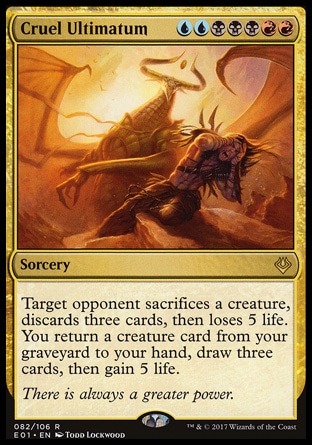 Cruel Ultimatum
Sorcery
Target opponent sacrifices a creature,
discards three cards, then loses 5 life.
You return a creature card from your
graveyard to your hand, draw three
cards, then gain 5 life.
There is always a greater power.
082/106 R
E01 • EN Todd Lockwood
™ & © 2017 Wizards of the Coast